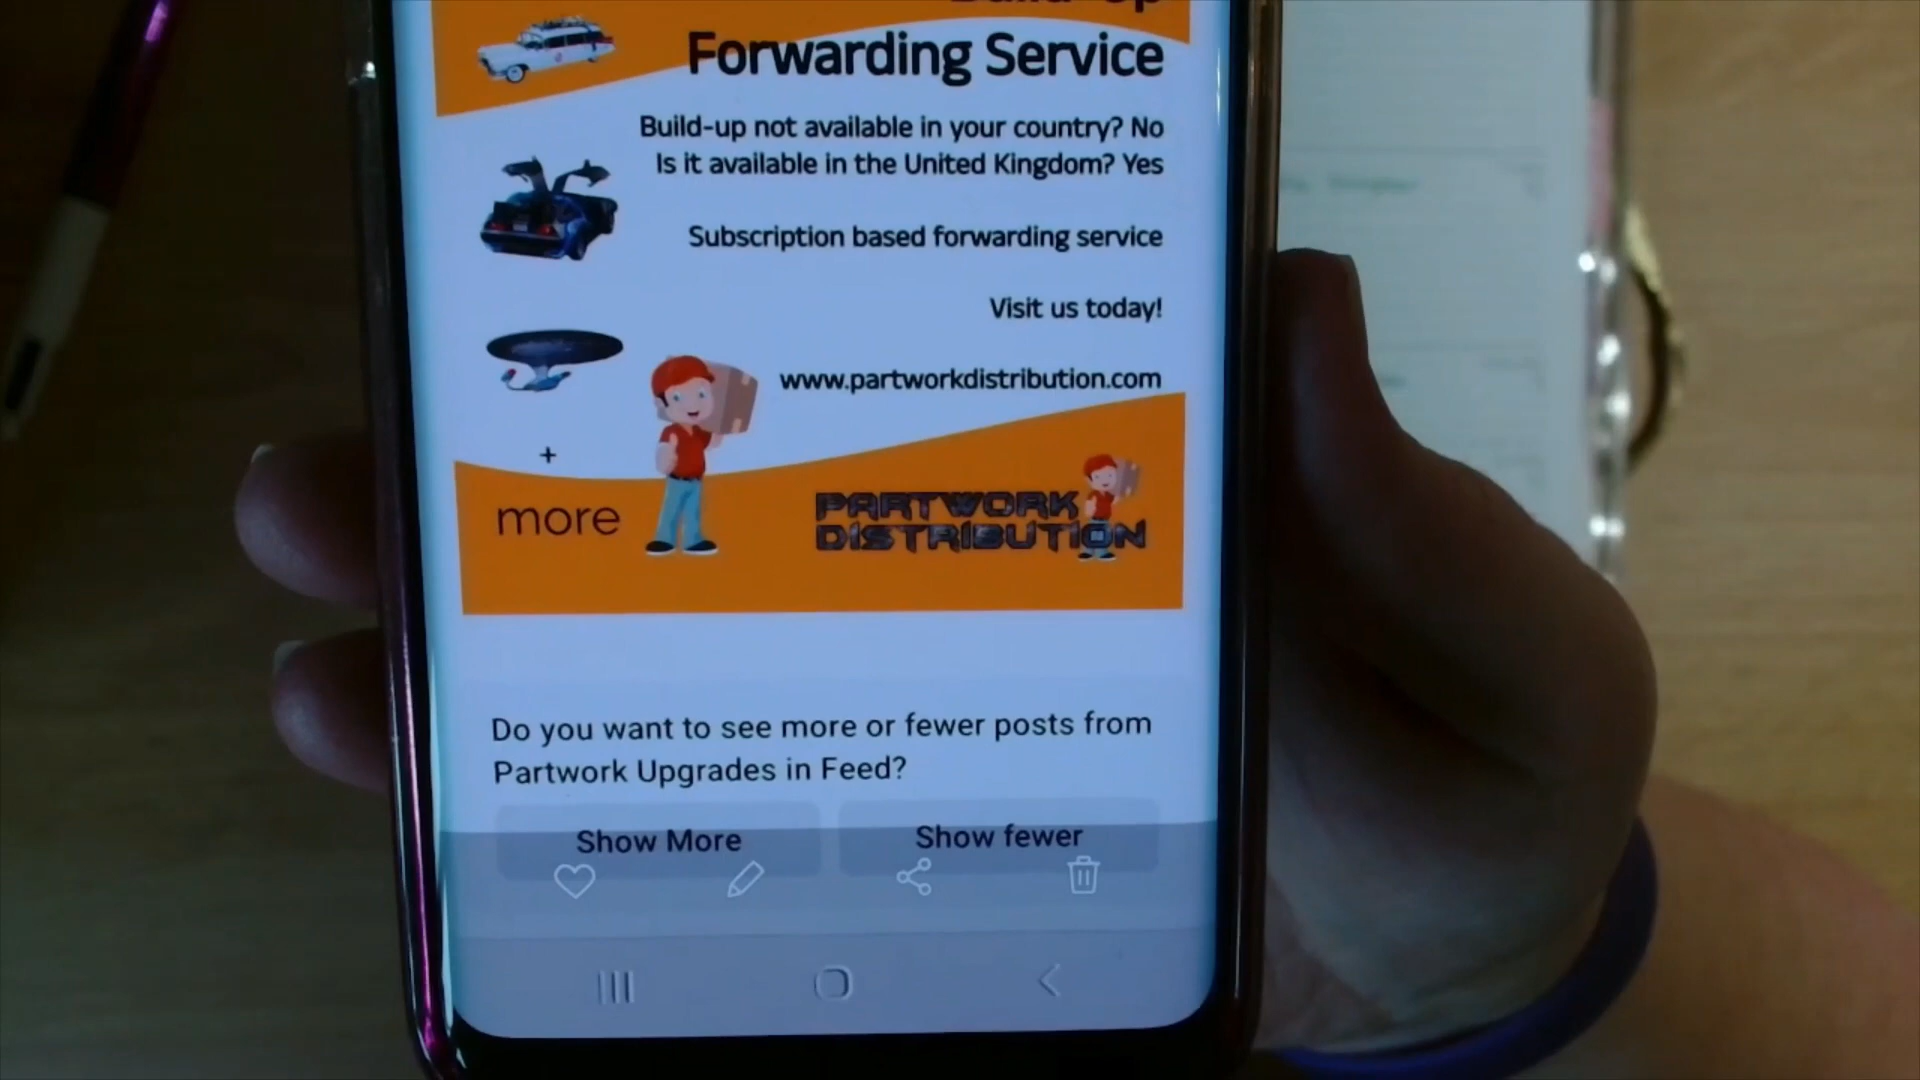 Build-Up
Forwarding Service
Build-up not available in your country? No
Is it available in the United Kingdom? Yes
Subscription based forwarding service
Visit us today!
www.partworkdistribution.com
+
more
PARTWORK
DISTRIBUTION
Do you want to see more or fewer posts from
Partwork Upgrades in Feed?
Show More
Show fewer